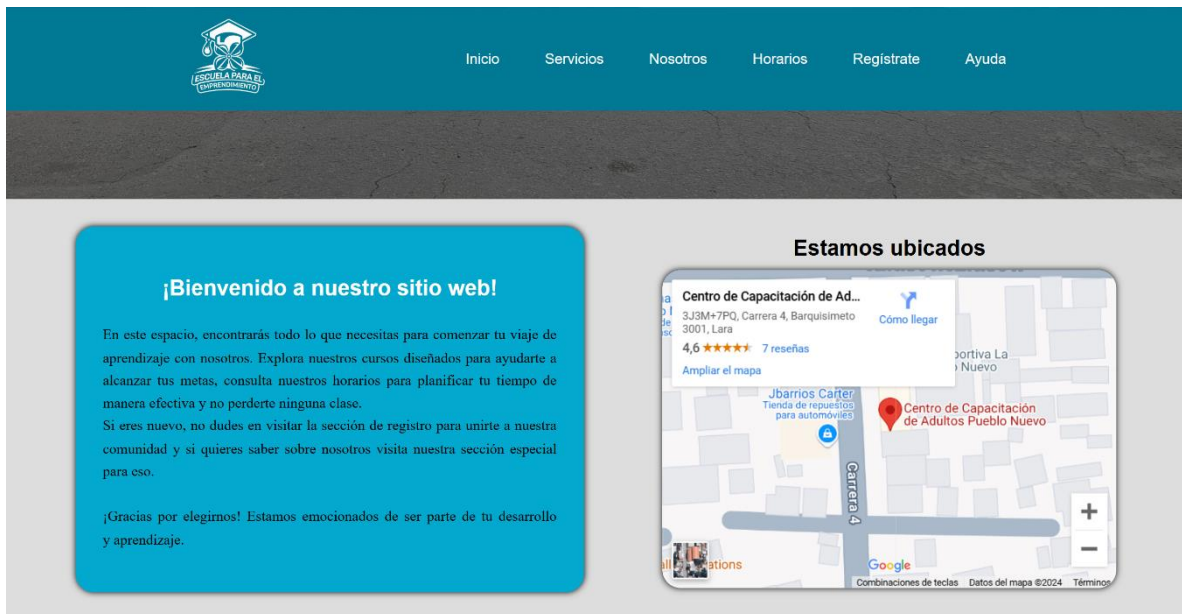 ESCUELA PARA EL
EMPRENDIMIENTO
Inicio Servicios Nosotros Horarios Regístrate Ayuda
¡Bienvenido a nuestro sitio web!
En este espacio, encontrarás todo lo que necesitas para comenzar tu viaje de
aprendizaje con nosotros. Explora nuestros cursos diseñados para ayudarte a
alcanzar tus metas, consulta nuestros horarios para planificar tu tiempo de
manera efectiva y no perderte ninguna clase.
Si eres nuevo, no dudes en visitar la sección de registro para unirte a nuestra
comunidad y si quieres saber sobre nosotros visita nuestra sección especial
para eso.
¡Gracias por elegirnos! Estamos emocionados de ser parte de tu desarrollo
y aprendizaje.
Estamos ubicados
Centro de Capacitación de Ad...
3J3M+7PQ, Carrera 4, Barquisimeto
3001, Lara
4,6 7 reseñas
Ampliar el mapa
Cómo llegar
portiva La
Nuevo
Jbarrios Carter
Tienda de repuestos
para automóviles
Centro de Capacitación
de Adultos Pueblo Nuevo
Carrera 4
ations
Google
Combinaciones de teclas Datos del mapa ©2024 Términos